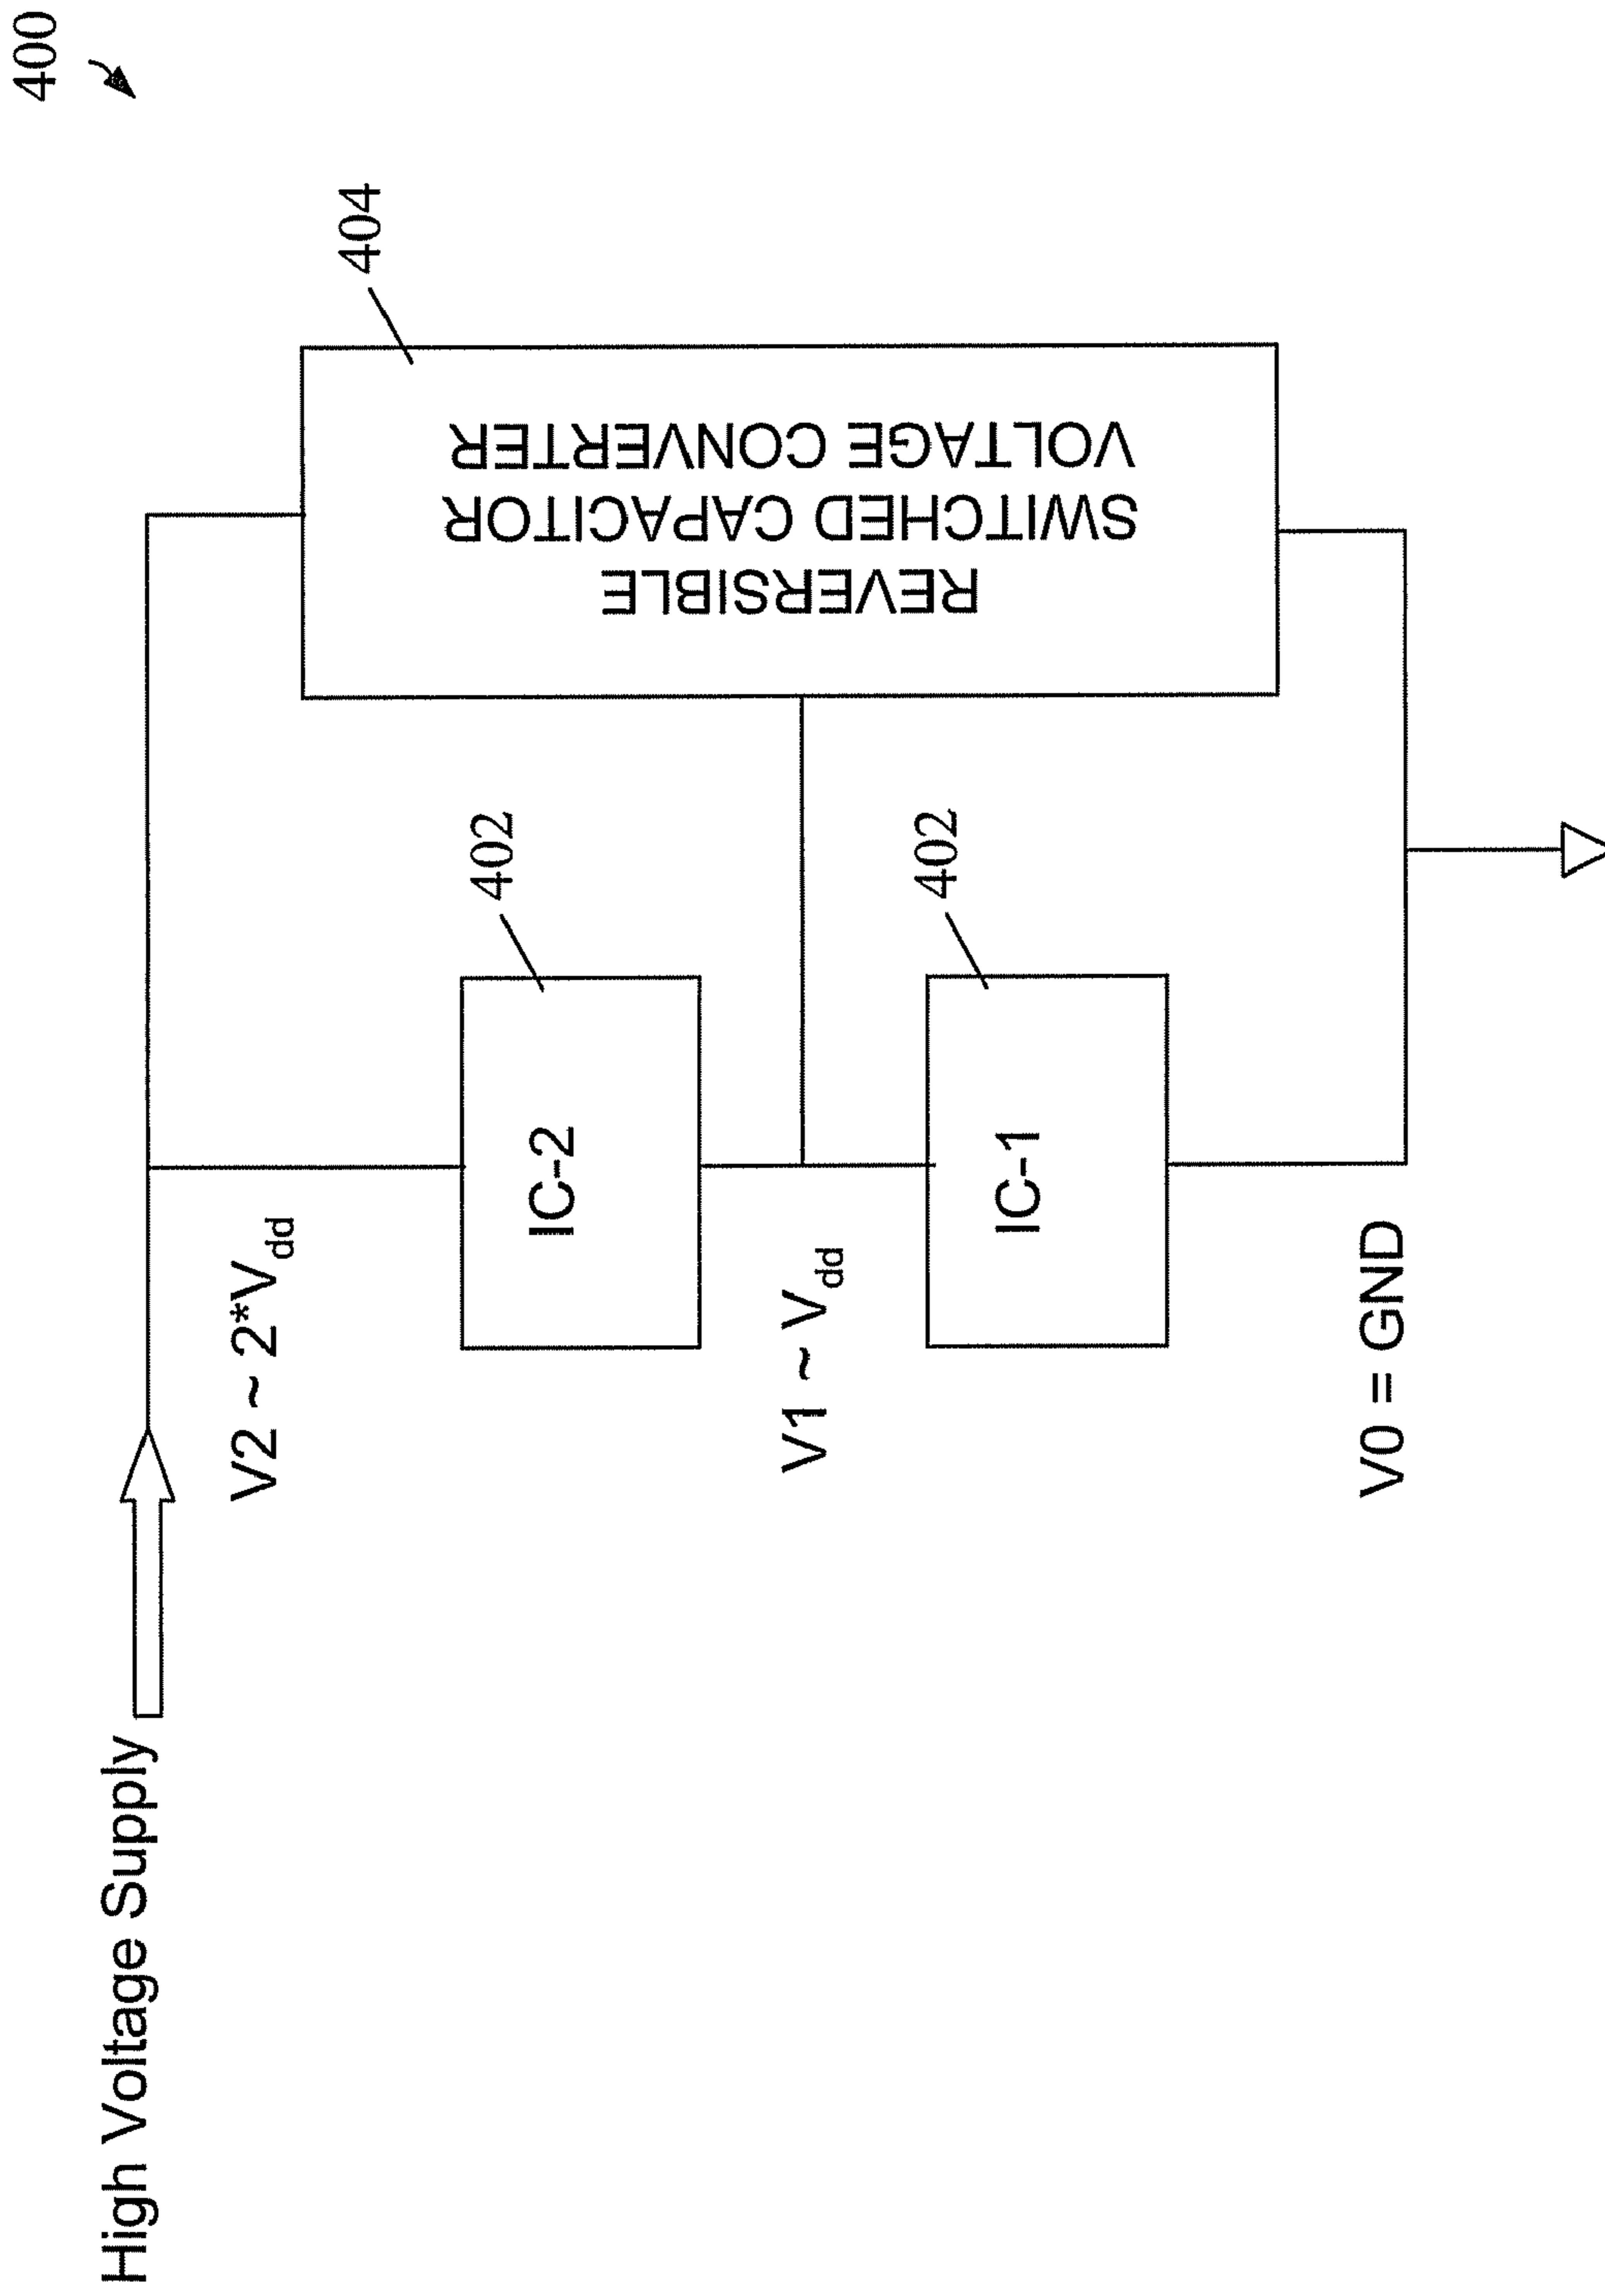 400
High Voltage Supply
V2 ~ 2*Vdd
404
402
IC-2
REVERSIBLE
SWITCHED CAPACITOR
VOLTAGE CONVERTER
V1 ~ Vdd
402
IC-1
V0 = GND